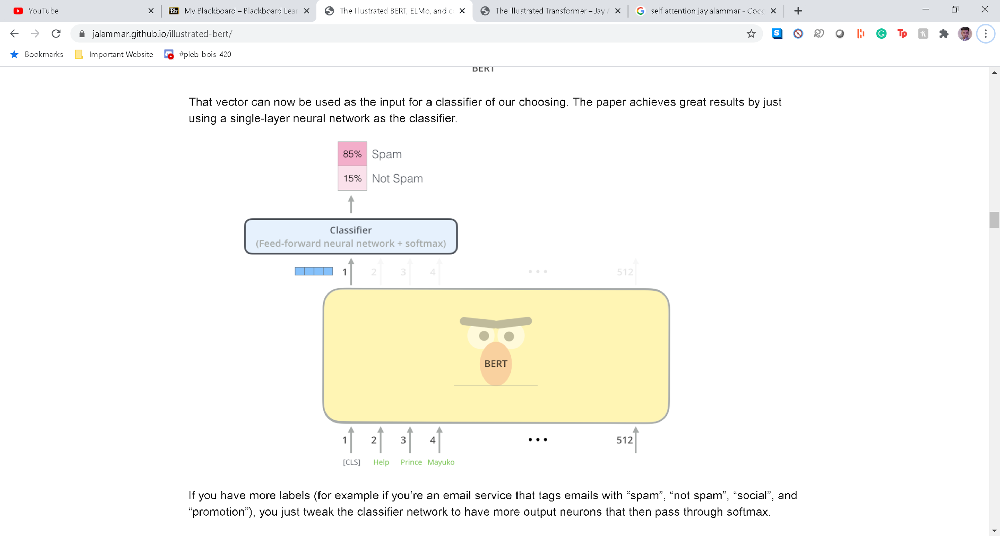 YouTube
My Blackboard – Blackboard Lear
The Illustrated BERT, ELMo, and c
The Illustrated Transformer – Jay A
self attention jay alammar - Goog
jalammar.github.io/illustrated-bert/
Bookmarks
Important Website
#pleb bois 420
BERT
That vector can now be used as the input for a classifier of our choosing. The paper achieves great results by just
using a single-layer neural network as the classifier.
85% Spam
15% Not Spam
Classifier
(Feed-forward neural network + softmax)
1 2 3 4 ••• 512
BERT
1 2 3 4 ••• 512
[CLS] Help Prince Mayuko
If you have more labels (for example if you’re an email service that tags emails with “spam”, “not spam”, “social”, and
“promotion”), you just tweak the classifier network to have more output neurons that then pass through softmax.